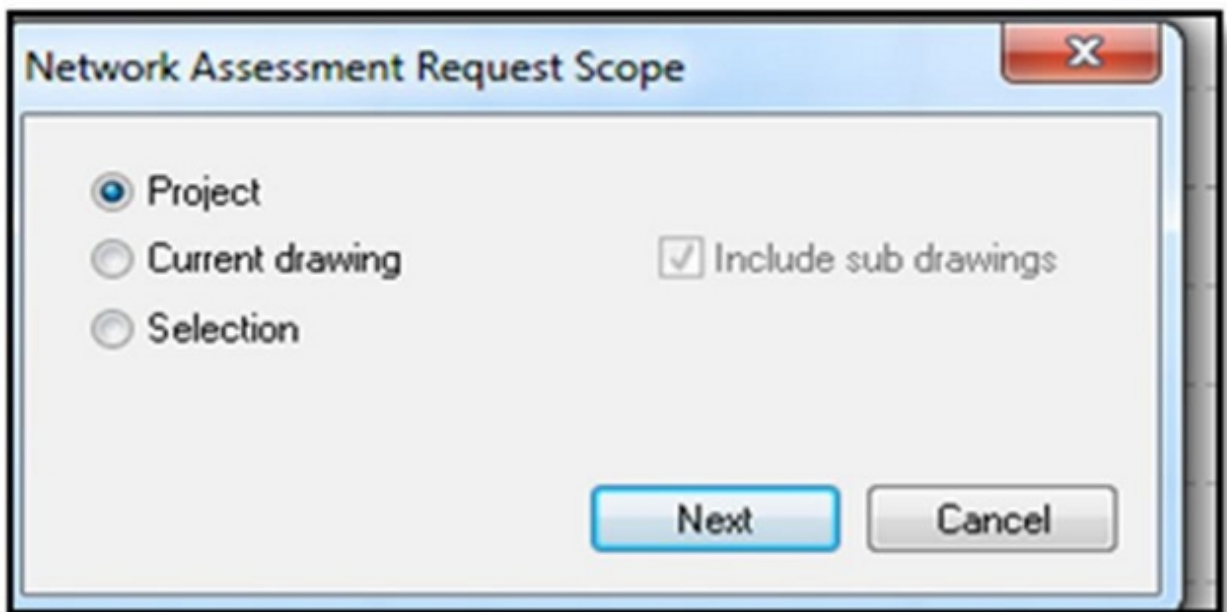 Network Assessment Request Scope
Project
Current drawing
Include sub drawings
Selection
Next
Cancel